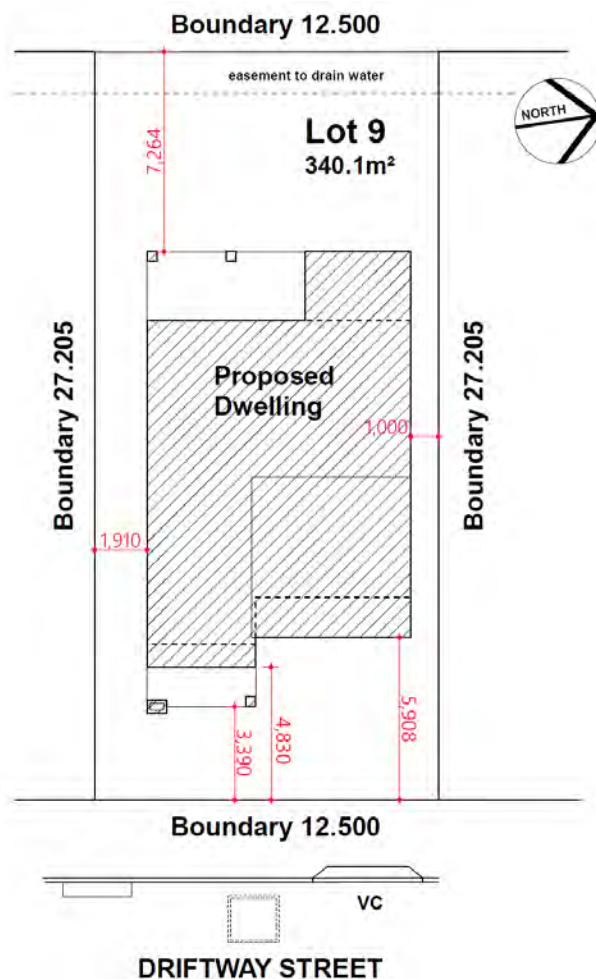 Boundary 12.500
easement to drain water
NORTH
Lot 9
340.1m²
7,264
Boundary 27.205
Proposed
Dwelling
1,000
Boundary 27.205
1,910
3,390
4,830
5,908
Boundary 12.500
VC
DRIFTWAY STREET